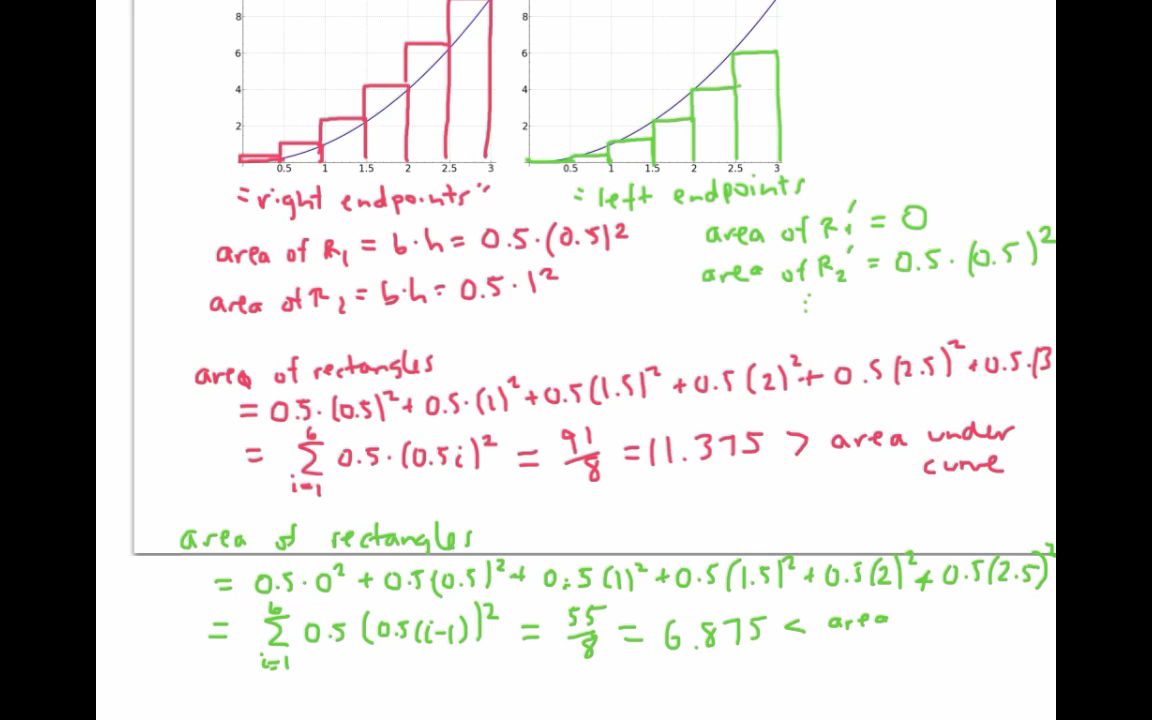 8
6
4
2
0.5 1 1.5 2 2.5 3
8
6
4
2
0.5 1 1.5 2 2.5 3
= right endpoints"
area of R₁ = b·h = 0.5·(0.5)²
area of R₂ = b·h = 0.5·1²
= left endpoints
area of R₁' = 0
area of R₂' = 0.5·(0.5)²
⋮
area of rectangles
= 0.5·(0.5)² + 0.5·(1)² + 0.5(1.5)² + 0.5(2)² + 0.5(2.5)² + 0.5·(3
= ∑ᵢ₌₁⁶ 0.5·(0.5i)² = 91/8 = 11.375 > area under
curve
area of rectangles
= 0.5·0² + 0.5(0.5)² + 0.5(1)² + 0.5(1.5)² + 0.5(2)² + 0.5(2.5)²
= ∑ᵢ₌₁⁶ 0.5(0.5(i-1))² = 55/8 = 6.875 < area